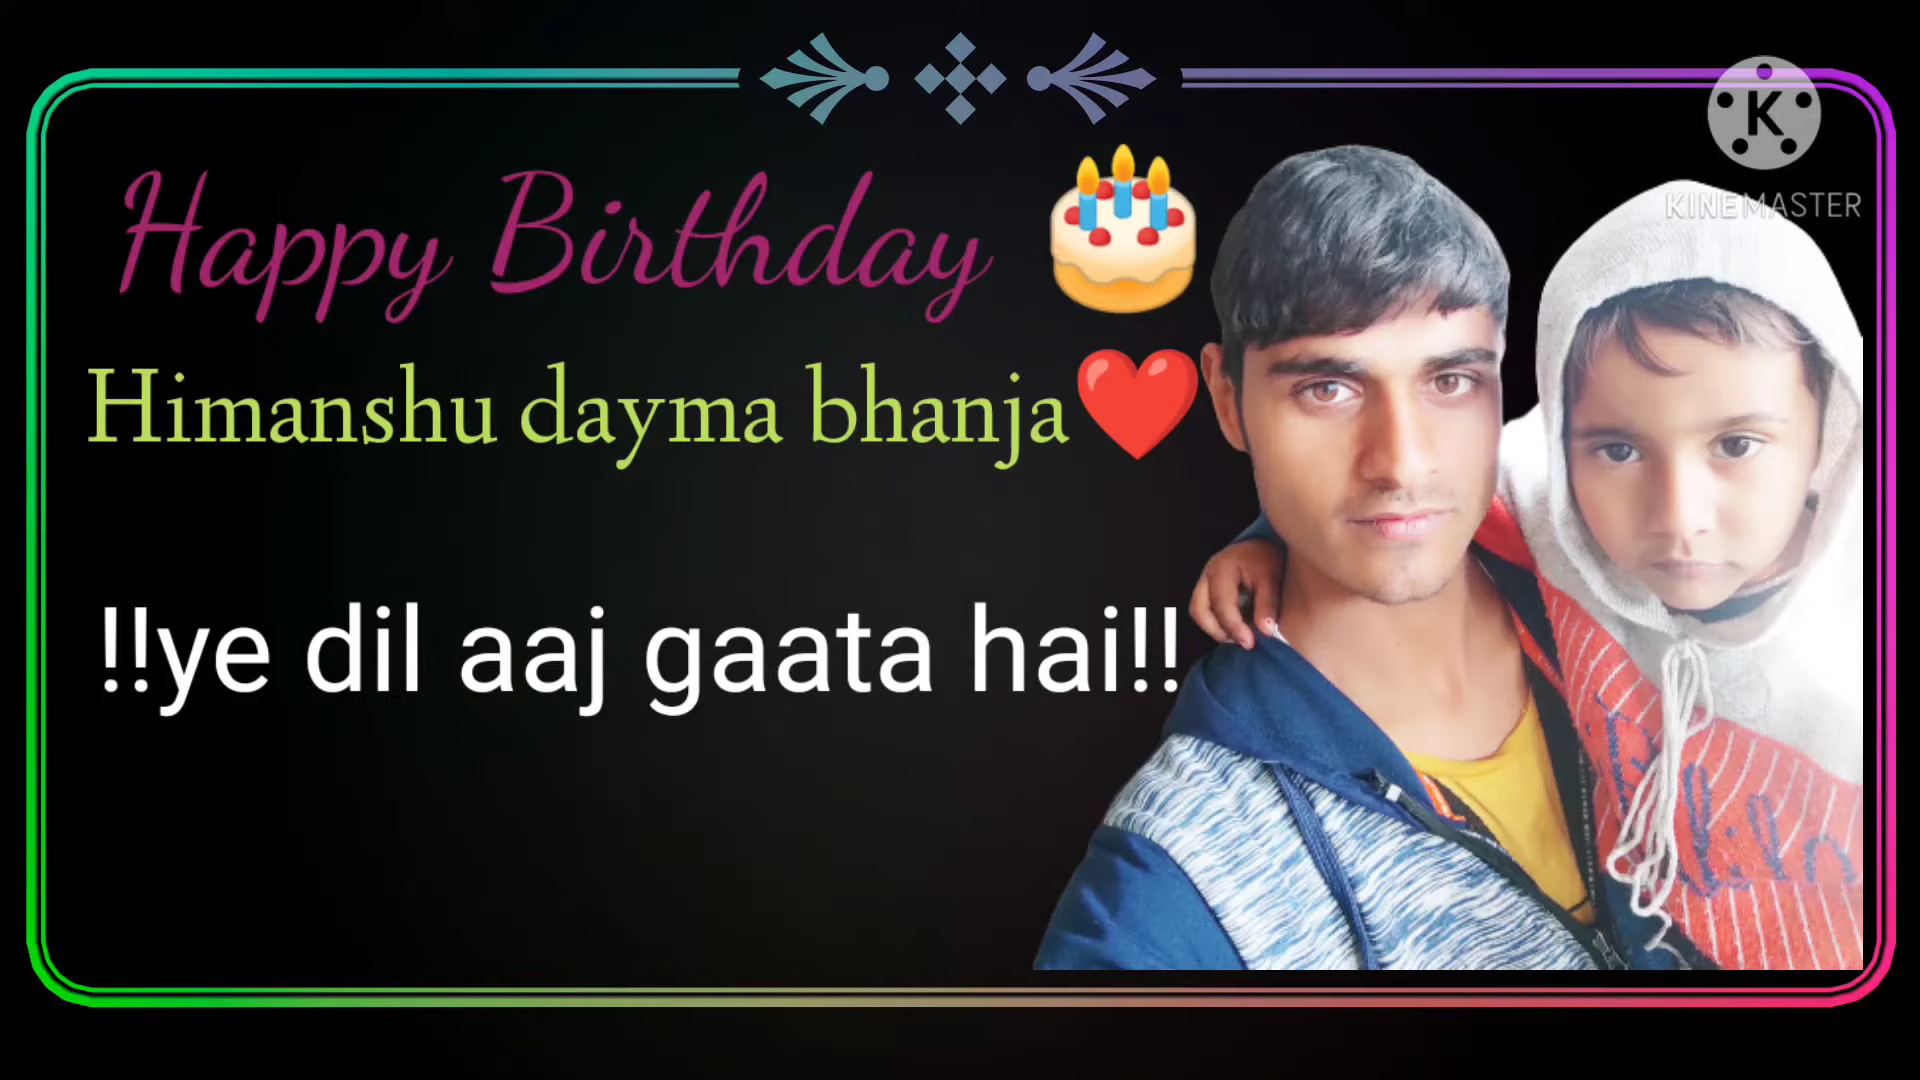 Happy Birthday 🎂
Himanshu dayma bhanja❤️
!!ye dil aaj gaata hai!!
K
KINEMASTER